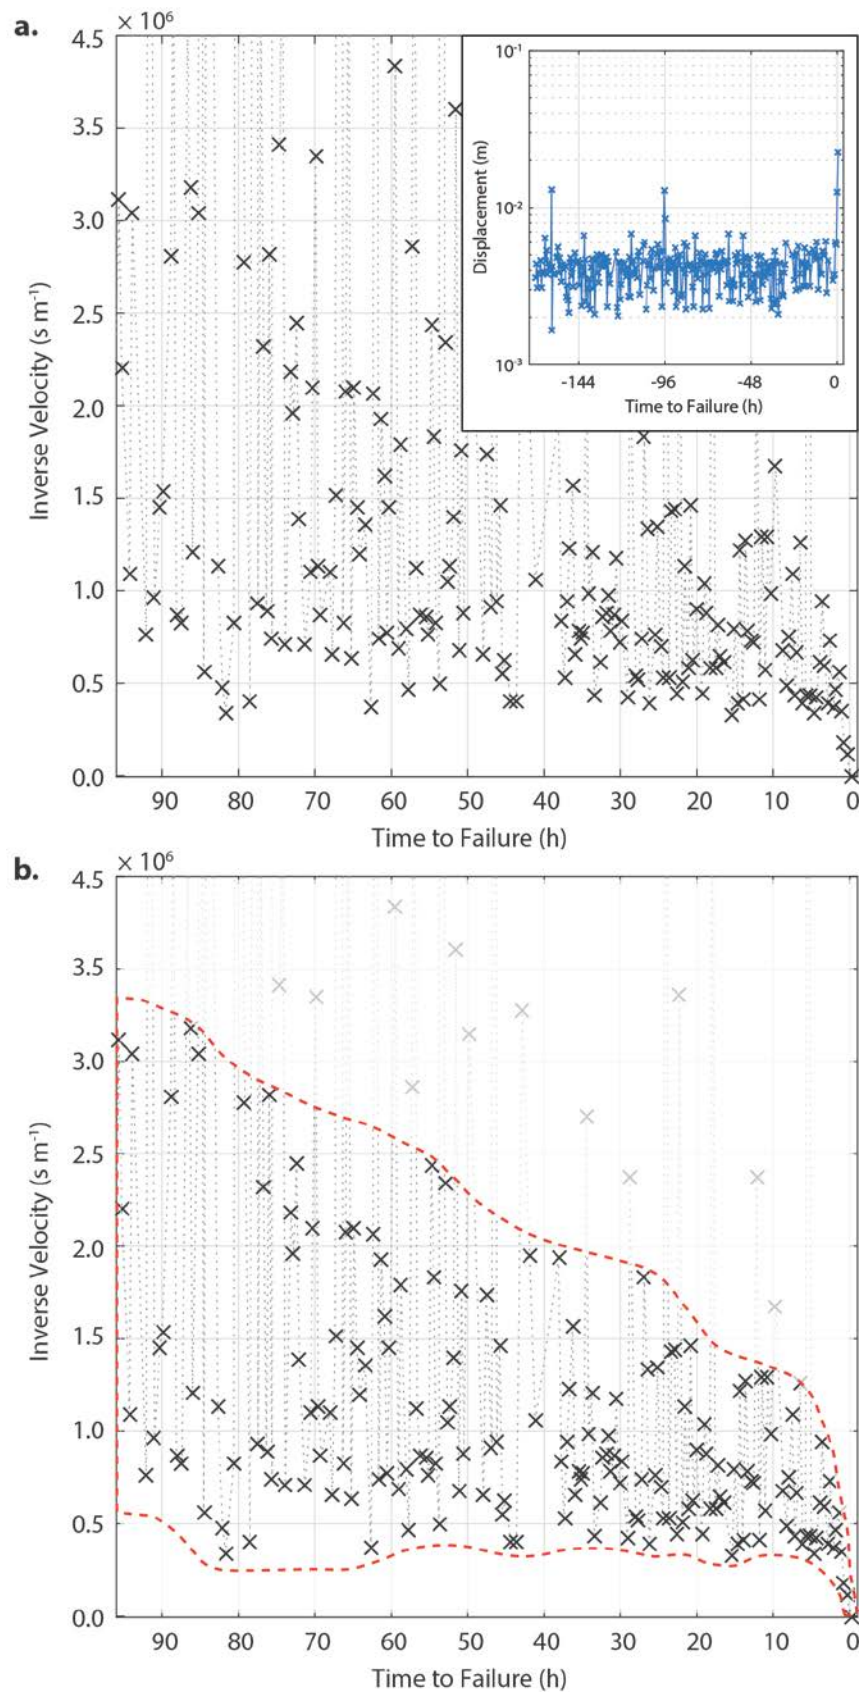 a.
× 10⁶
4.5
3.5
3.0
2.5
2.0
1.5
1.0
0.5
0.0
Inverse Velocity (s m⁻¹)
90 80 70 60 50 40 30 20 10 0
Time to Failure (h)
10⁻¹
10⁻²
10⁻³
Displacement (m)
-144 -96 -48 0
Time to Failure (h)
b.
× 10⁶
4.5
3.5
3.0
2.5
2.0
1.5
1.0
0.5
0.0
Inverse Velocity (s m⁻¹)
90 80 70 60 50 40 30 20 10 0
Time to Failure (h)